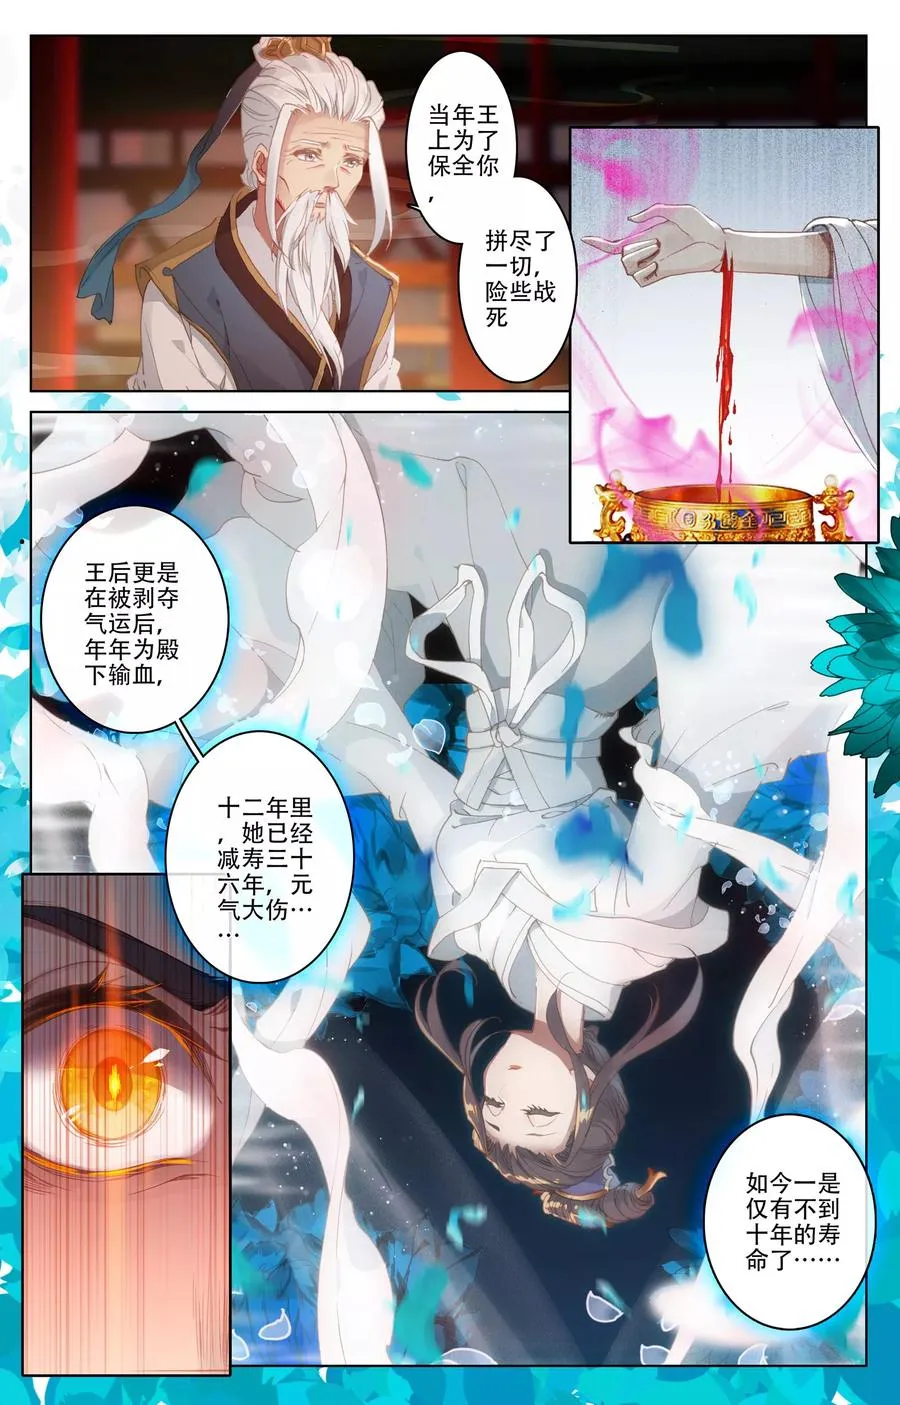 当年王
上为了
保全你
，
拼尽了
一切，
险些战
死
王后更是
在被剥夺
气运后，
年年为殿
下输血，
十二年里
，她已经
减寿三十
六年，元
气大伤……
……
如今一是
仅有不到
十年的寿
命了……